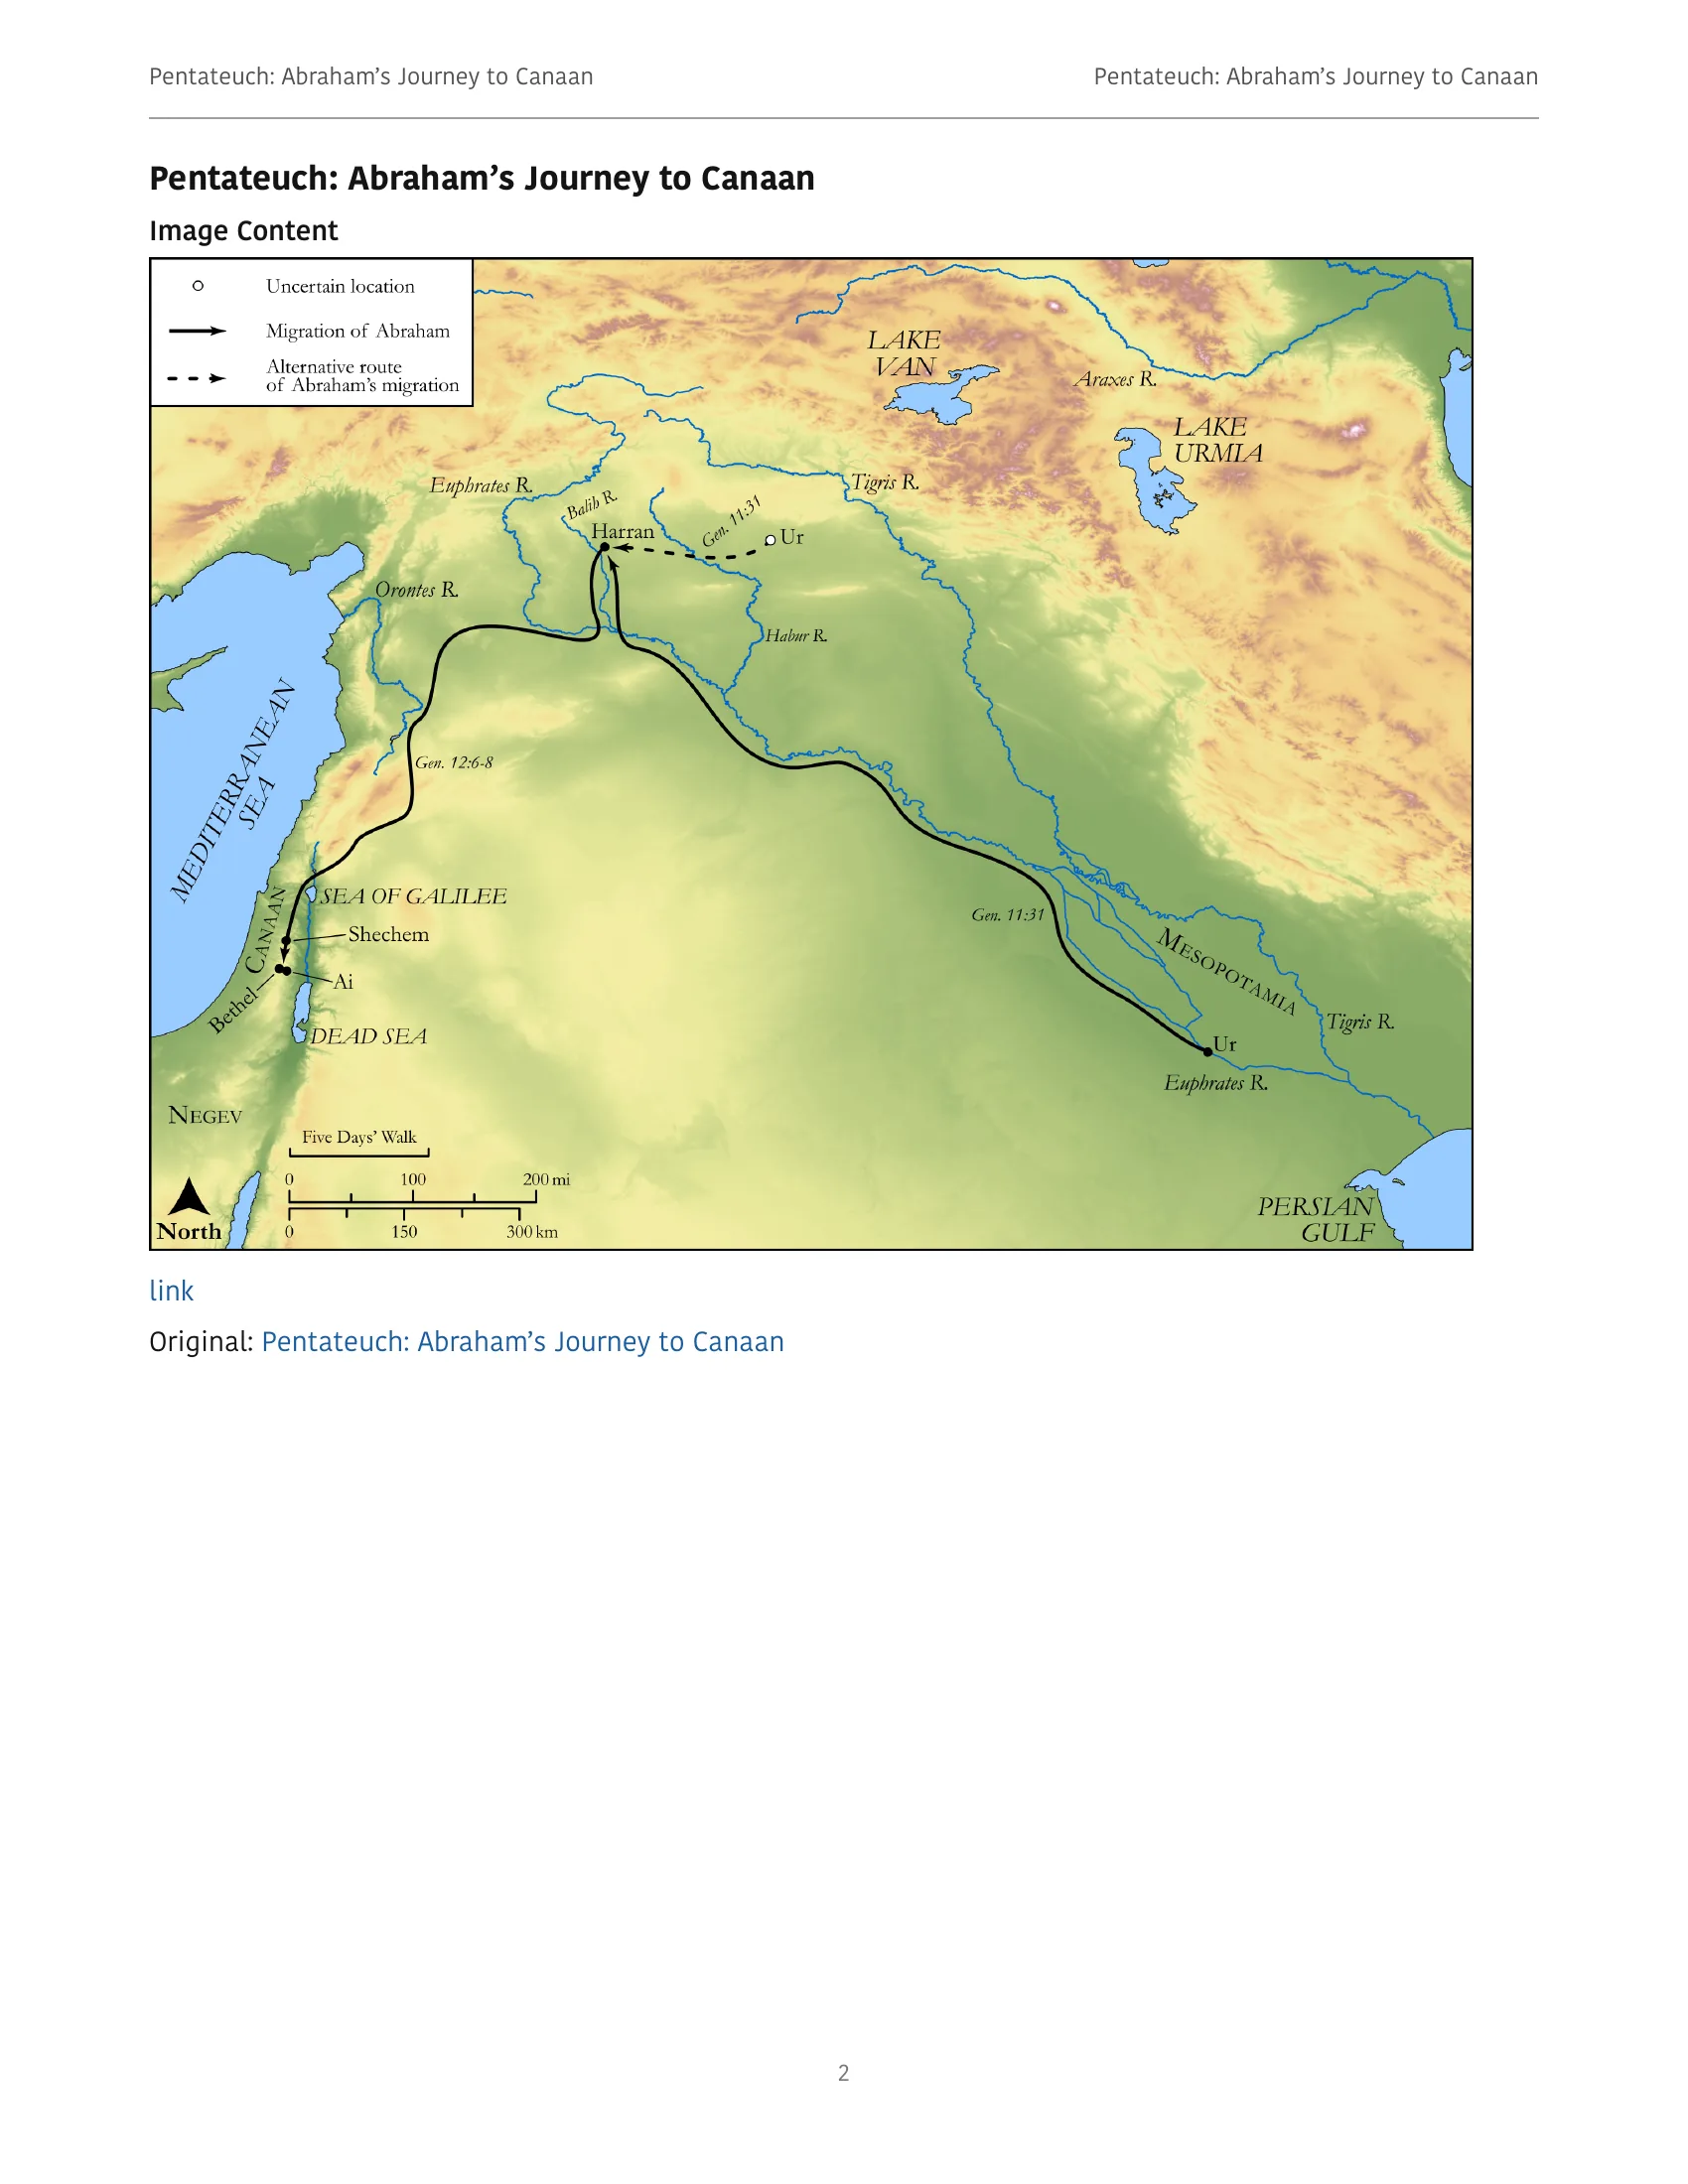 Pentateuch: Abraham’s Journey to Canaan
Pentateuch: Abraham’s Journey to Canaan
Pentateuch: Abraham’s Journey to Canaan
Image Content
Uncertain location
Migration of Abraham
Alternative route
of Abraham’s migration
LAKE
VAN
Araxes R.
LAKE
URMIA
Euphrates R.
Balih R.
Tigris R.
Gen. 11:31
Harran
Ur
Orontes R.
Habur R.
MEDITERRANEAN
SEA
Gen. 12:6-8
CANAAN
SEA OF GALILEE
Shechem
Ai
Bethel
DEAD SEA
Gen. 11:31
MESOPOTAMIA
Tigris R.
Ur
Euphrates R.
NEGEV
Five Days’ Walk
0 100 200 mi
0 150 300 km
North
PERSIAN
GULF
link
Original: Pentateuch: Abraham’s Journey to Canaan
2